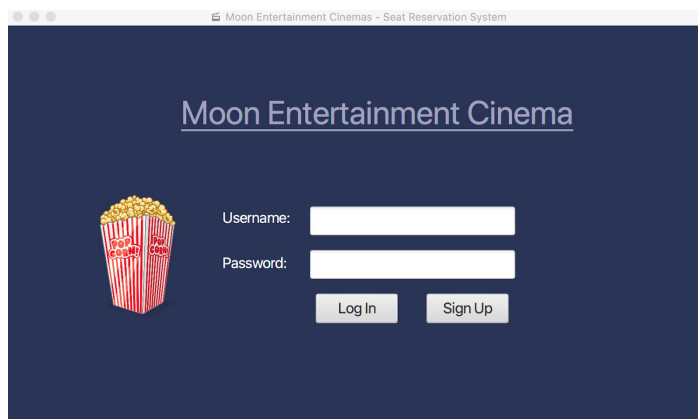 Moon Entertainment Cinemas - Seat Reservation System
Moon Entertainment Cinema
POP CORN! POP CORN!
Username:
Password:
Log In Sign Up